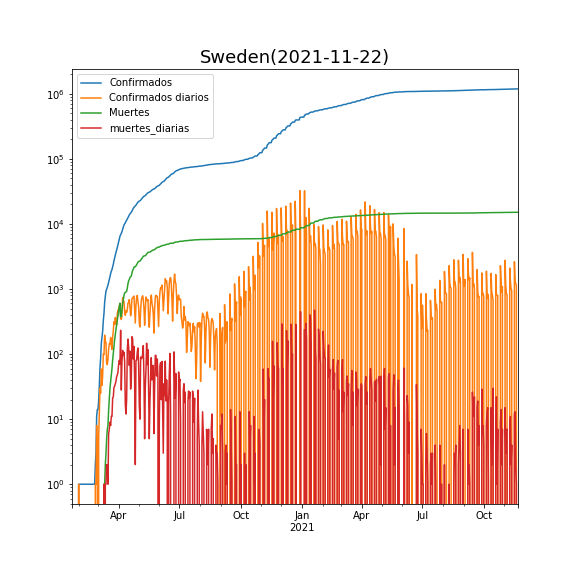 Sweden(2021-11-22)
Confirmados
Confirmados diarios
Muertes
muertes_diarias
10⁶
10⁵
10⁴
10³
10²
10¹
10⁰
Apr Jul Oct Jan Apr Jul Oct
2021